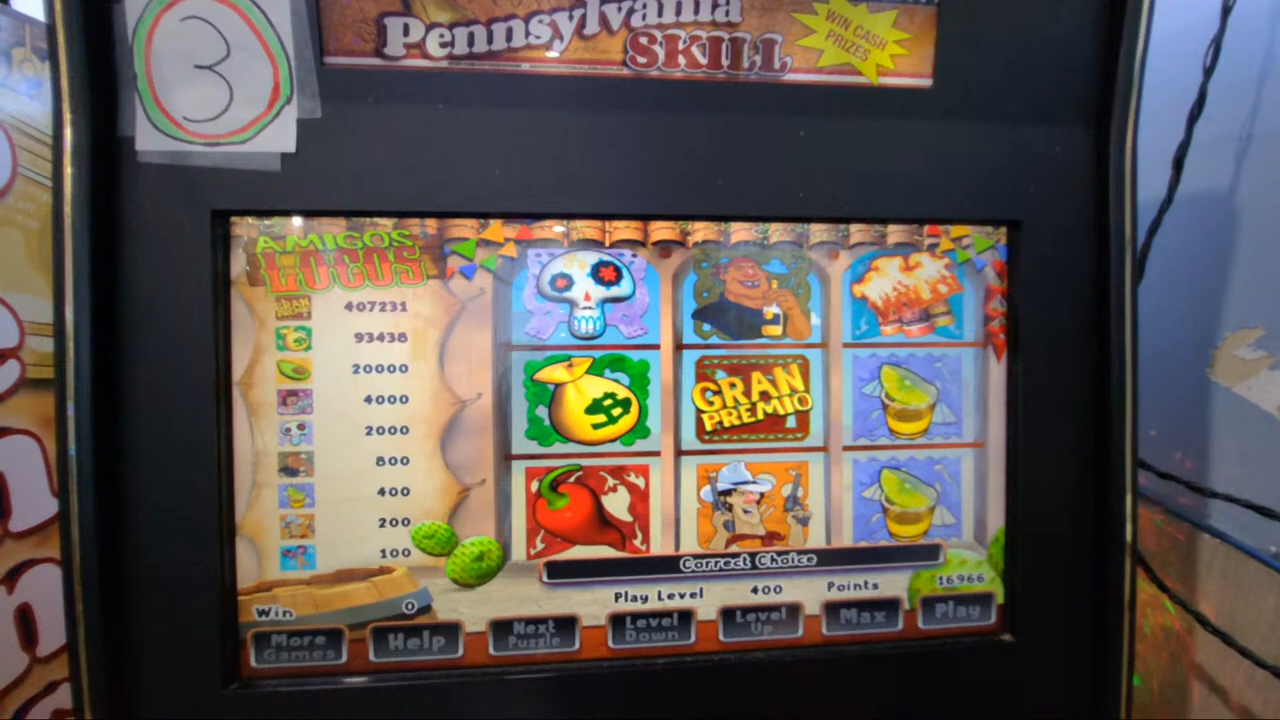 3
Pennsylvania
SKILL
WIN CASH
PRIZES
AMIGOS
LOCOS
GRAN
407231
93438
20000
4000
2000
800
400
200
100
GRAN
PREMIO
Correct Choice
Play Level 400 Points 16966
Win 0
More
Games
Help
Next
Puzzle
Level
Down
Level
Up
Max
Play